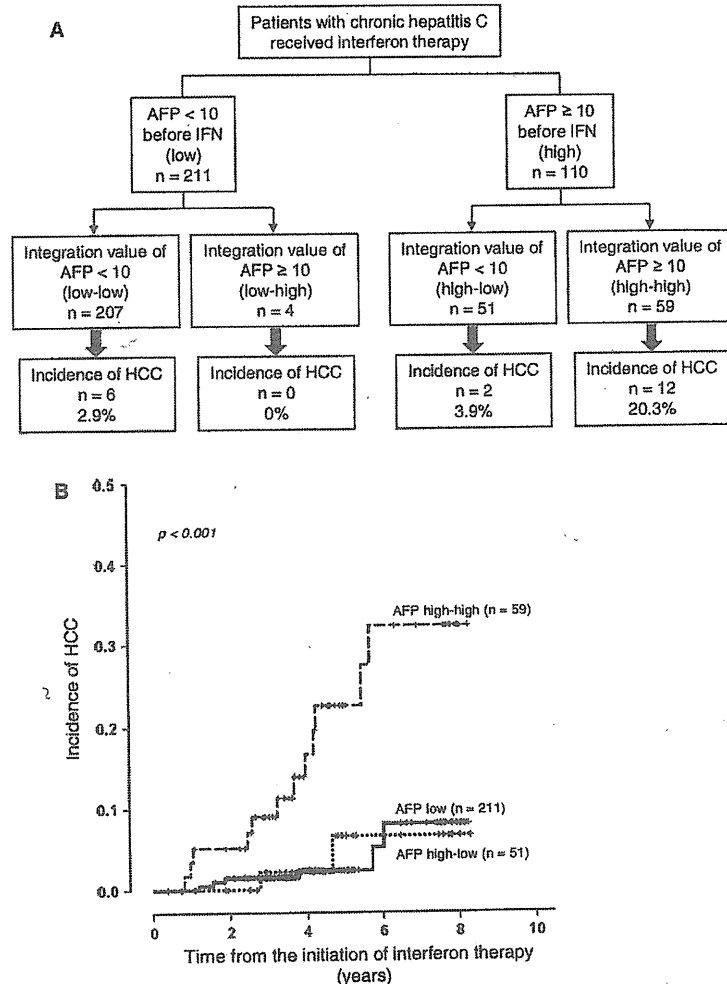 A
Patients with chronic hepatitis C
received interferon therapy
AFP < 10
before IFN
(low)
n = 211
AFP ≥ 10
before IFN
(high)
n = 110
Integration value of
AFP < 10
(low-low)
n = 207
Integration value of
AFP ≥ 10
(low-high)
n = 4
Integration value of
AFP < 10
(high-low)
n = 51
Integration value of
AFP ≥ 10
(high-high)
n = 59
Incidence of HCC
n = 6
2.9%
Incidence of HCC
n = 0
0%
Incidence of HCC
n = 2
3.9%
Incidence of HCC
n = 12
20.3%
B
0.5
0.4
0.3
0.2
0.1
0.0
Incidence of HCC
p < 0.001
AFP high-high (n = 59)
AFP low (n = 211)
AFP high-low (n = 51)
0 2 4 6 8 10
Time from the initiation of interferon therapy
(years)